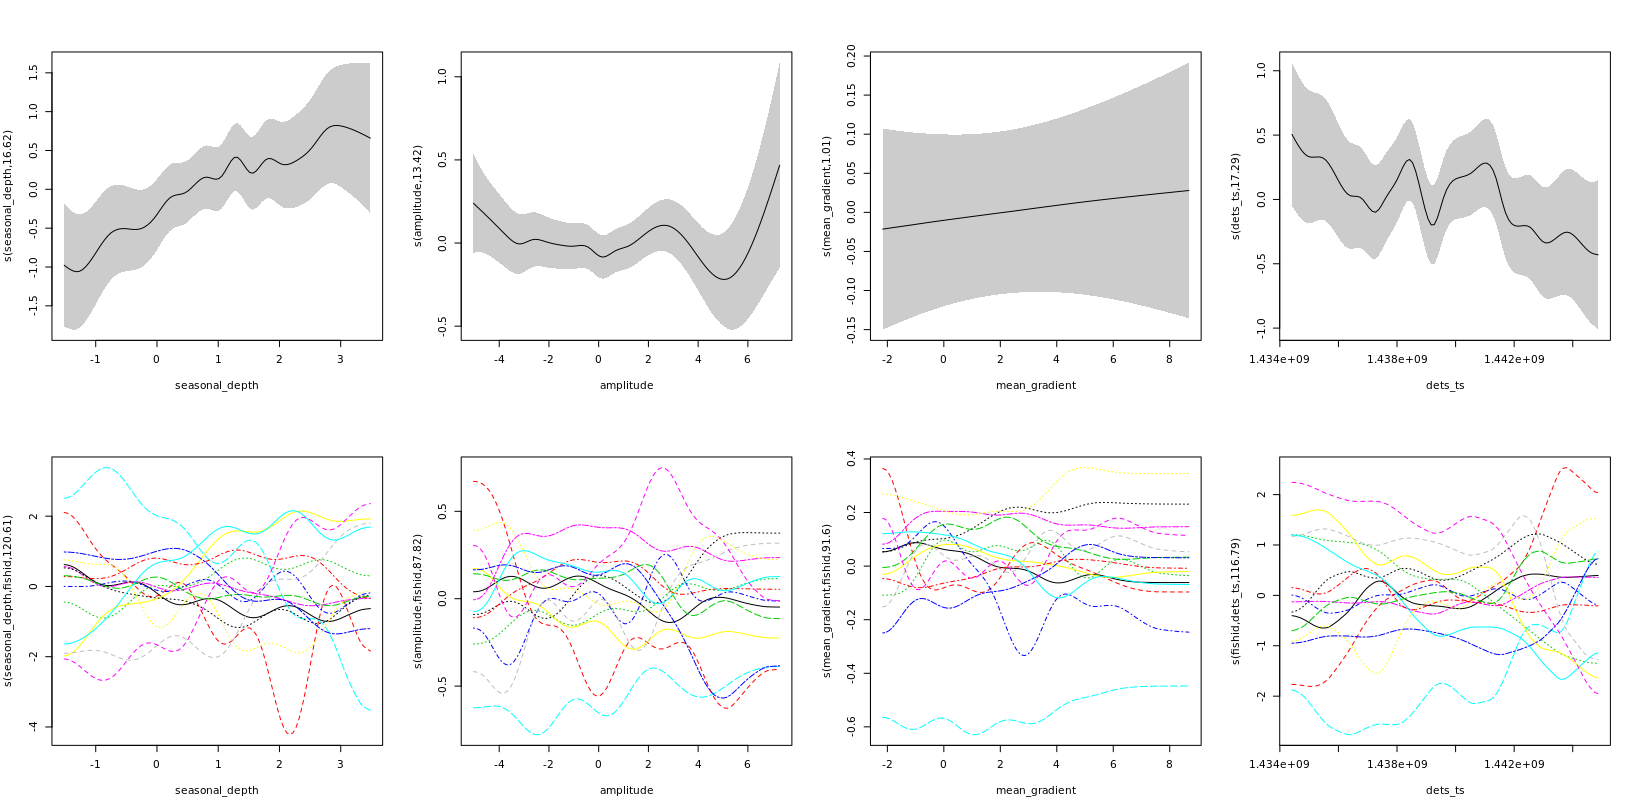 s(seasonal_depth,16.62)
1.5
1.0
0.5
0.0
-0.5
-1.0
-1.5
-1 0 1 2 3
seasonal_depth
s(amplitude,13.42)
1.0
0.5
0.0
-0.5
-4 -2 0 2 4 6
amplitude
s(mean_gradient,1.01)
0.20
0.15
0.10
0.05
0.00
-0.05
-0.10
-0.15
-2 0 2 4 6 8
mean_gradient
s(dets_ts,17.29)
1.0
0.5
0.0
-0.5
-1.0
1.434e+09 1.438e+09 1.442e+09
dets_ts
s(seasonal_depth,fishid,120.61)
2
0
-2
-4
-1 0 1 2 3
seasonal_depth
s(amplitude,fishid,87.82)
0.5
0.0
-0.5
-4 -2 0 2 4 6
amplitude
s(mean_gradient,fishid,91.6)
0.4
0.2
0.0
-0.2
-0.4
-0.6
-2 0 2 4 6 8
mean_gradient
s(fishid,dets_ts,116.79)
2
1
0
-1
-2
1.434e+09 1.438e+09 1.442e+09
dets_ts